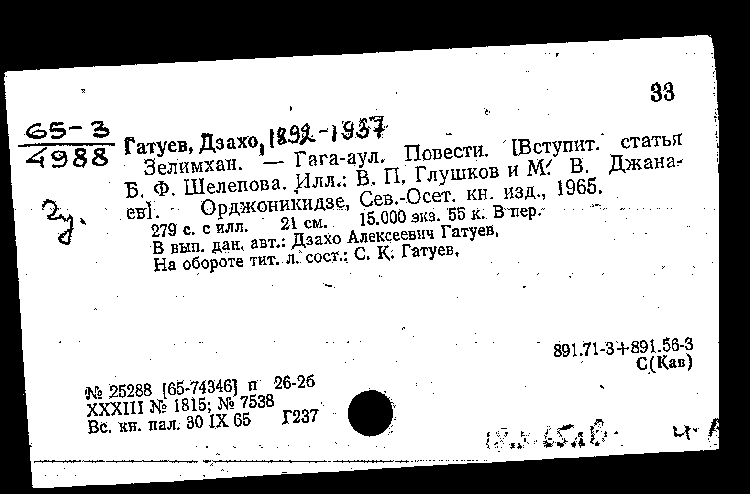 33
65-3
4988
2у.
Гатуев, Дзахо, 1892-1937
Зелимхан. — Гага-аул. Повести. [Вступит. статья
Б. Ф. Шелепова. Илл.: В. П. Глушков и М. В. Джана-
ев]. Орджоникидзе, Сев.-Осет. кн. изд., 1965.
279 с. с илл. 21 см. 15.000 экз. 55 к. В пер.
В вып. дан. авт.: Дзахо Алексеевич Гатуев.
На обороте тит. л. сост.: С. К. Гатуев.
891.71-3+891.56-3
С(Кав)
№ 25288 [65-74346] п 26-2б
XXXIII № 1815; № 7538
Вс. кн. пал. 30 IX 65 Г237